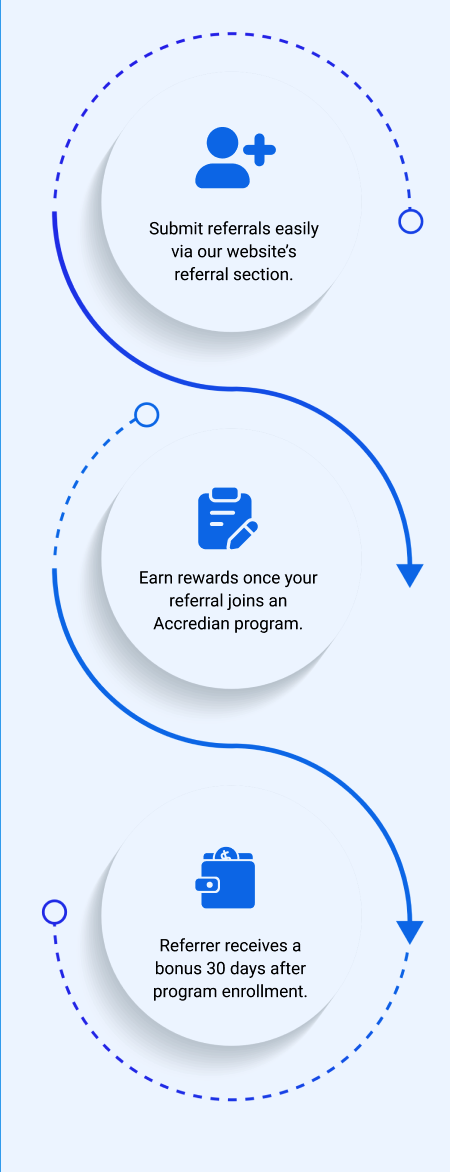 Submit referrals easily
via our website’s
referral section.
Earn rewards once your
referral joins an
Accredian program.
Referrer receives a
bonus 30 days after
program enrollment.